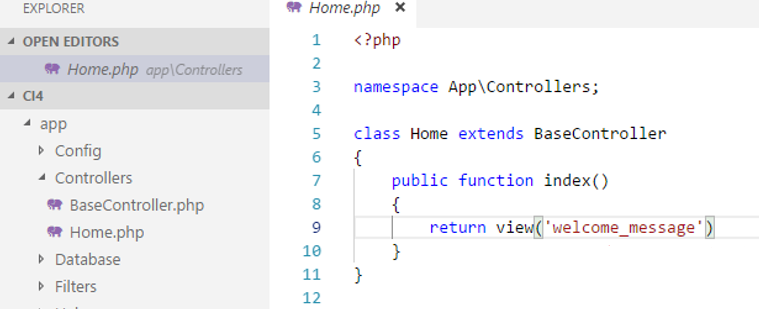 EXPLORER
OPEN EDITORS
Home.php app\Controllers
CI4
app
Config
Controllers
BaseController.php
Home.php
Database
Filters
Home.php ×
1 <?php
2
3 namespace App\Controllers;
4
5 class Home extends BaseController
6 {
7 public function index()
8 {
9 return view('welcome_message')
10 }
11 }
12